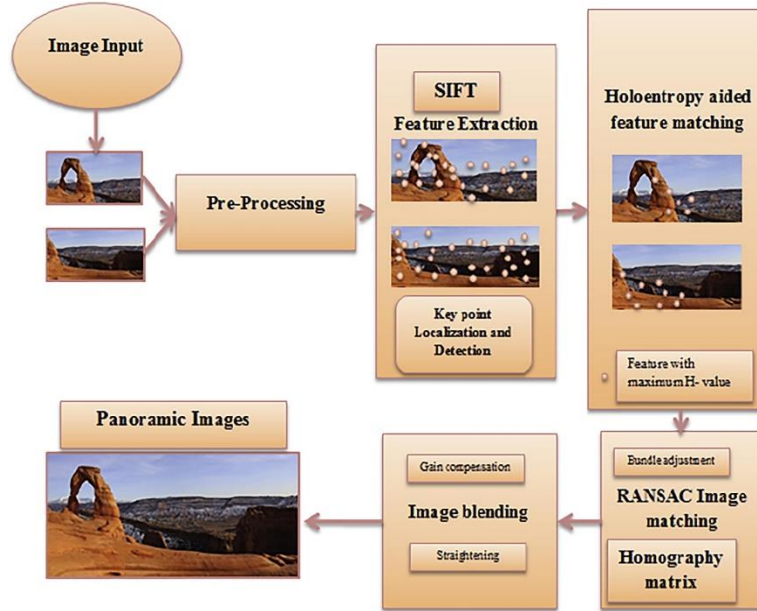 Image Input
Pre-Processing
SIFT
Feature Extraction
Key point
Localization and
Detection
Holoentropy aided
feature matching
Feature with
maximum H- value
Bundle adjustment
RANSAC Image
matching
Homography
matrix
Gain compensation
Image blending
Straightening
Panoramic Images